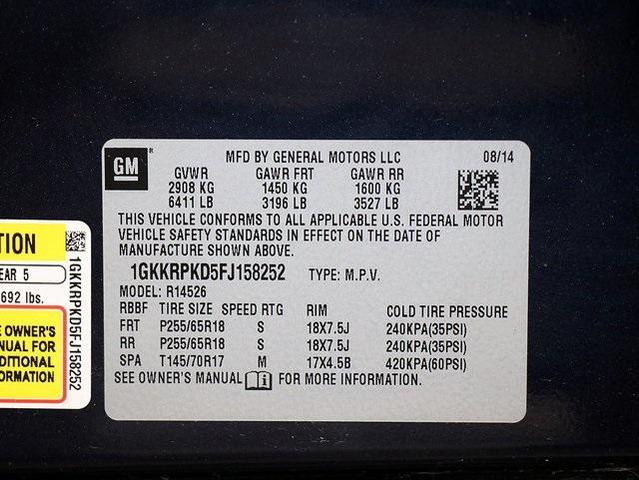 GM
MFD BY GENERAL MOTORS LLC 08/14
GVWR GAWR FRT GAWR RR
2908 KG 1450 KG 1600 KG
6411 LB 3196 LB 3527 LB
THIS VEHICLE CONFORMS TO ALL APPLICABLE U.S. FEDERAL MOTOR
VEHICLE SAFETY STANDARDS IN EFFECT ON THE DATE OF
MANUFACTURE SHOWN ABOVE.
1GKKRPKD5FJ158252 TYPE: M.P.V.
MODEL: R14526
RBBF TIRE SIZE SPEED RTG RIM COLD TIRE PRESSURE
FRT P255/65R18 S 18X7.5J 240KPA(35PSI)
RR P255/65R18 S 18X7.5J 240KPA(35PSI)
SPA T145/70R17 M 17X4.5B 420KPA(60PSI)
SEE OWNER'S MANUAL i FOR MORE INFORMATION.
TION
EAR 5
692 lbs.
E OWNER'S
NUAL FOR
DITIONAL
ORMATION
1GKKRPKD5FJ158252